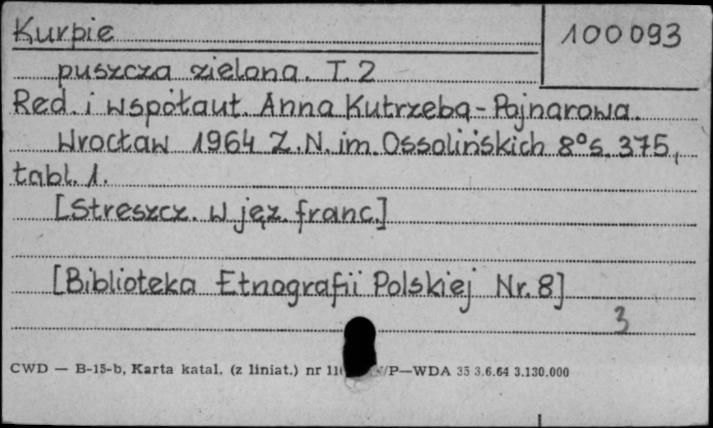 Kurpie
100093
puszcza zielona. T. 2
Red. i współaut. Anna Kutrzeba-Pojnarowa.
Wrocław 1964 Z. N. im. Ossolińskich 8° s. 375,
tabl. 1.
[Streszcz. w jęz. franc.]
[Biblioteka Etnografii Polskiej Nr. 8]
3
CWD — B-15-b, Karta katal. (z liniat.) nr 11 /P—WDA 35 3.6.64 3.130.000